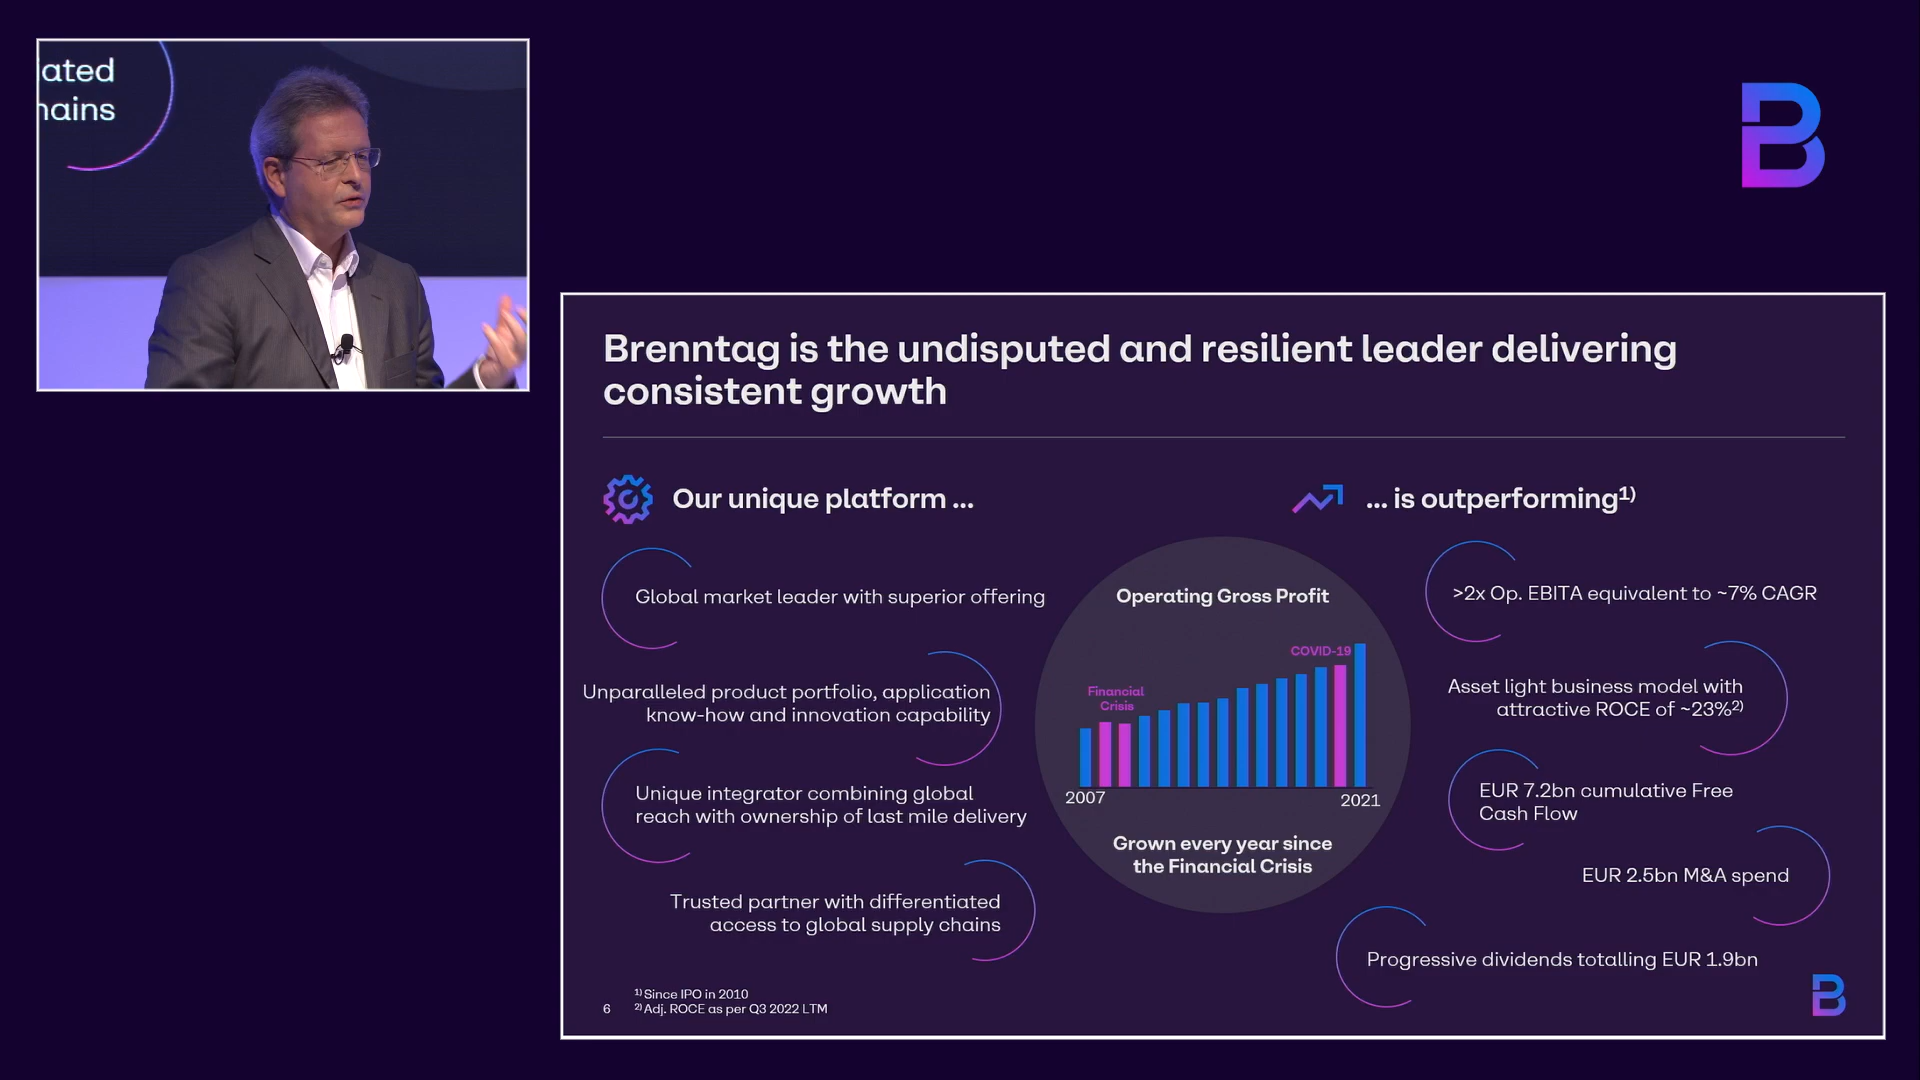 ated
hains
Brenntag is the undisputed and resilient leader delivering
consistent growth
Our unique platform ...
Global market leader with superior offering
Unparalleled product portfolio, application
know-how and innovation capability
Unique integrator combining global
reach with ownership of last mile delivery
Trusted partner with differentiated
access to global supply chains
Operating Gross Profit
COVID-19
Financial
Crisis
2007
2021
Grown every year since
the Financial Crisis
... is outperforming1)
>2x Op. EBITA equivalent to ~7% CAGR
Asset light business model with
attractive ROCE of ~23%2)
EUR 7.2bn cumulative Free
Cash Flow
EUR 2.5bn M&A spend
Progressive dividends totalling EUR 1.9bn
1) Since IPO in 2010
6 2) Adj. ROCE as per Q3 2022 LTM